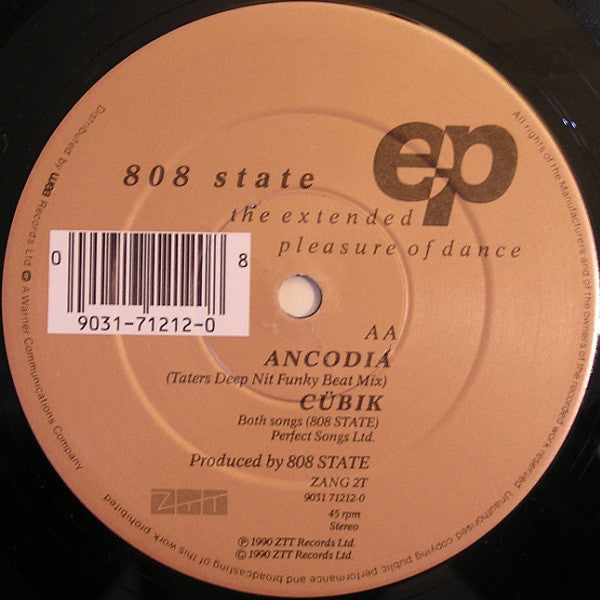 e;p
808 state
the extended
pleasure of dance
0 8
9031-71212-0
AA
ANCODIA
(Taters Deep Nit Funky Beat Mix)
CÜBIK
Both songs (808 STATE)
Perfect Songs Ltd.
Produced by 808 STATE
ZANG 2T
9031 71212-0
ZTT
45 rpm
Stereo
Ⓟ 1990 ZTT Records Ltd.
© 1990 ZTT Records Ltd.
Distributed by wea Records Ltd. A Warner Communications Company
All rights of the Manufacturers and of the owners of the recorded work reserved. Unauthorised copying public performance and broadcasting of this work prohibited